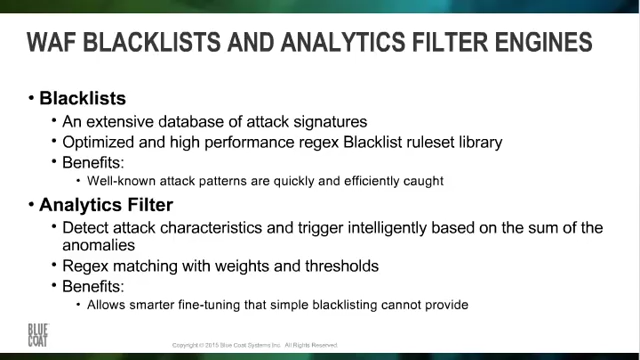 WAF BLACKLISTS AND ANALYTICS FILTER ENGINES
• Blacklists
• An extensive database of attack signatures
• Optimized and high performance regex Blacklist ruleset library
• Benefits:
• Well-known attack patterns are quickly and efficiently caught
• Analytics Filter
• Detect attack characteristics and trigger intelligently based on the sum of the
anomalies
• Regex matching with weights and thresholds
• Benefits:
• Allows smarter fine-tuning that simple blacklisting cannot provide
BLUE
COAT
Copyright © 2015 Blue Coat Systems Inc. All Rights Reserved.